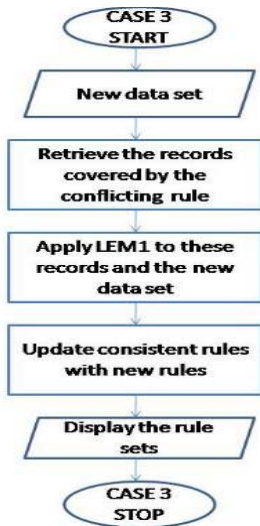 CASE 3
START
New data set
Retrieve the records
covered by the
conflicting rule
Apply LEM1 to these
records and the new
data set
Update consistent rules
with new rules
Display the rule
sets
CASE 3
STOP